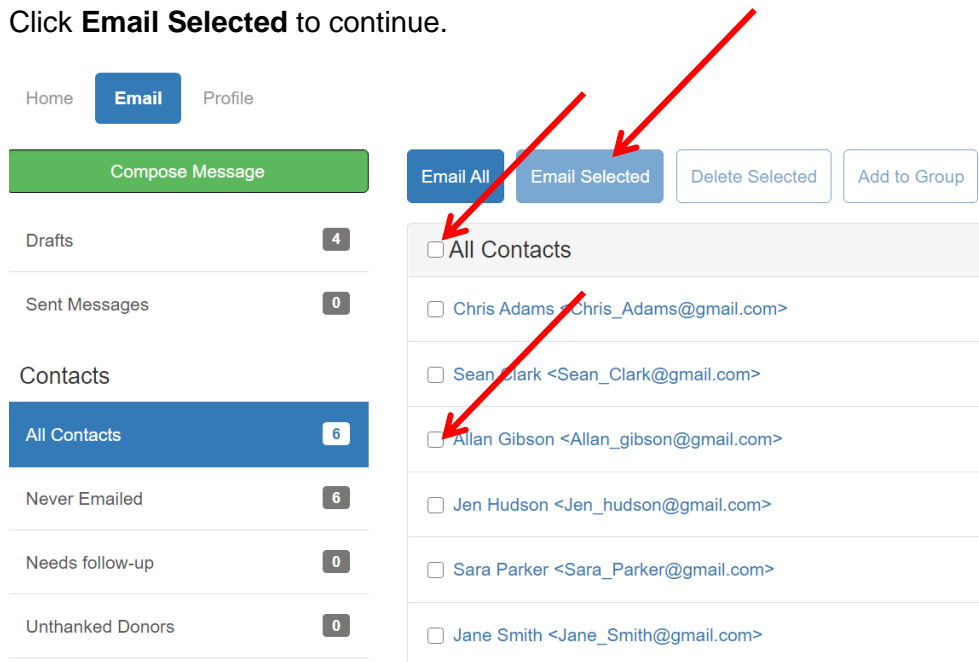 Click Email Selected to continue.
Home Email Profile
Compose Message
Drafts 4
Sent Messages 0
Contacts
All Contacts 6
Never Emailed 6
Needs follow-up 0
Unthanked Donors 0
Email All Email Selected Delete Selected Add to Group
All Contacts
Chris Adams <Chris_Adams@gmail.com>
Sean Clark <Sean_Clark@gmail.com>
Allan Gibson <Allan_gibson@gmail.com>
Jen Hudson <Jen_hudson@gmail.com>
Sara Parker <Sara_Parker@gmail.com>
Jane Smith <Jane_Smith@gmail.com>